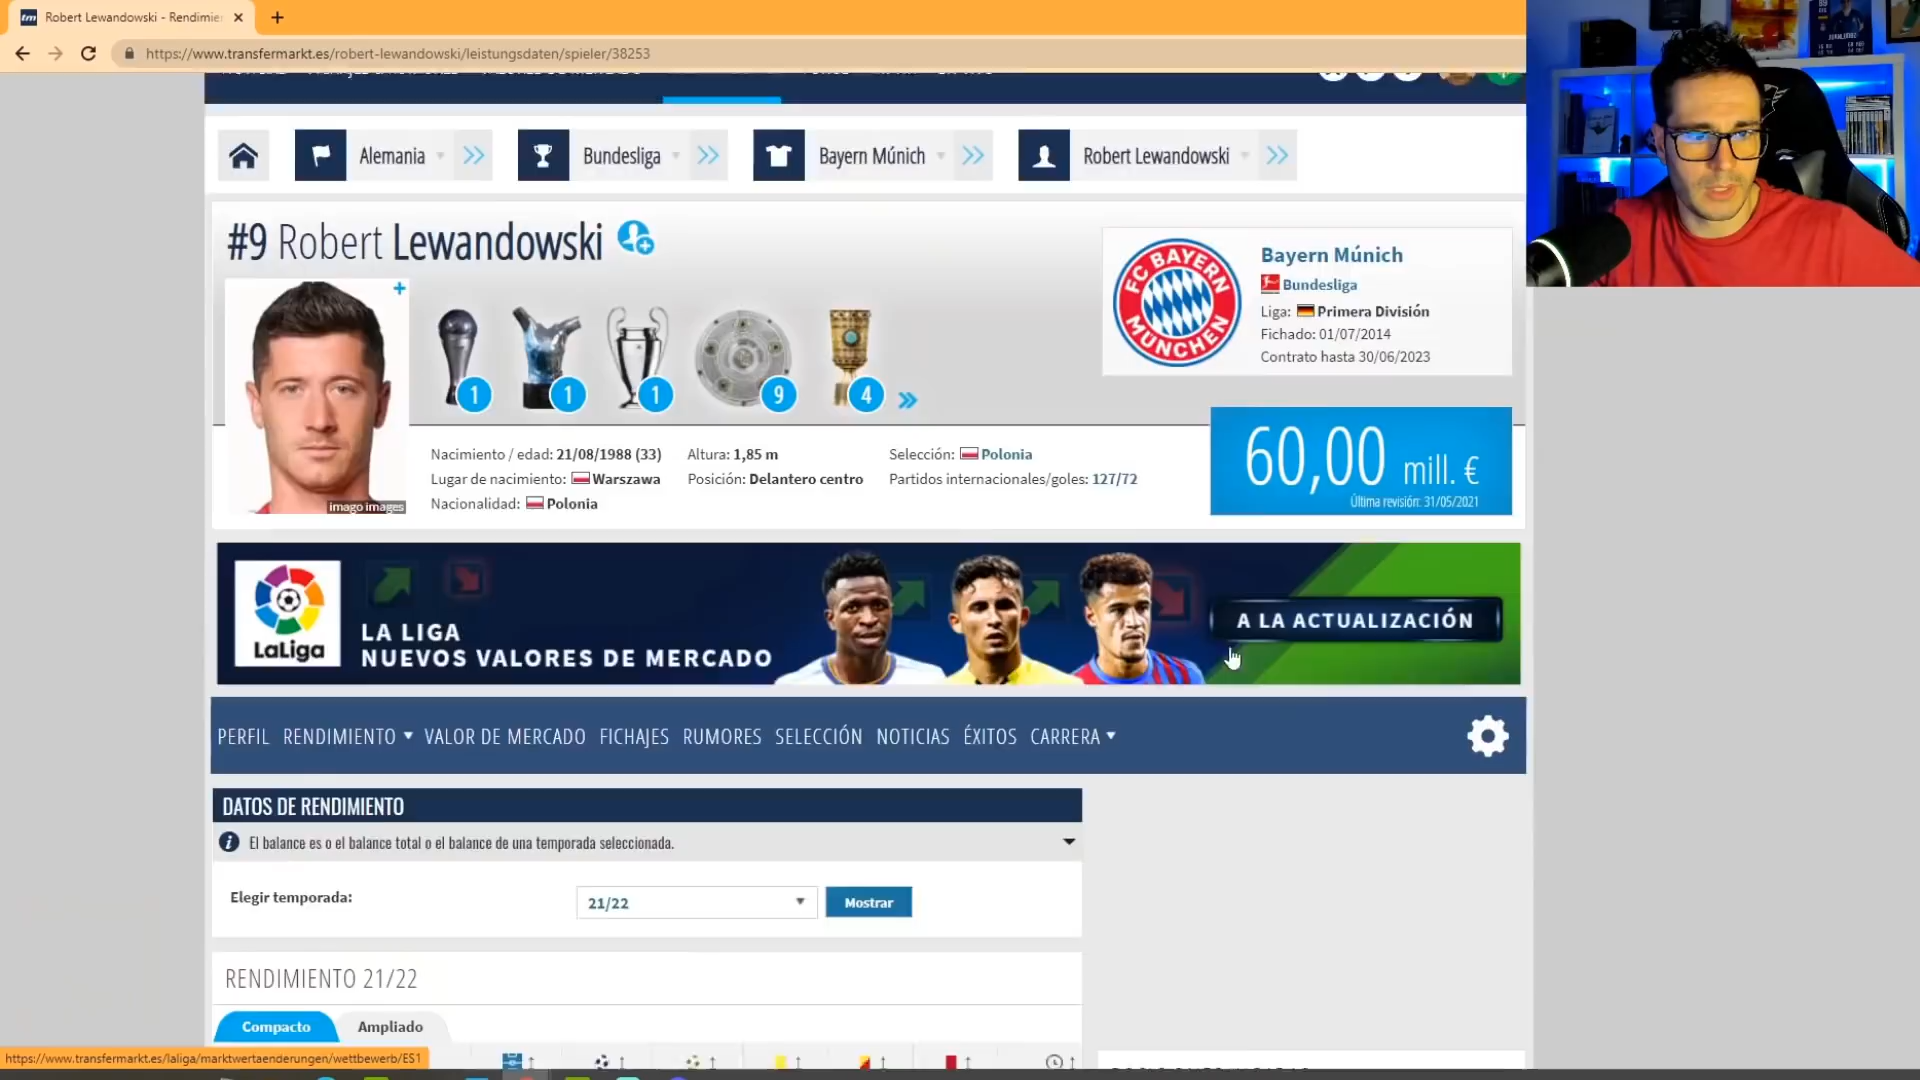 Robert Lewandowski - Rendimie
https://www.transfermarkt.es/robert-lewandowski/leistungsdaten/spieler/38253
Alemania
Bundesliga
Bayern Múnich
Robert Lewandowski
#9 Robert Lewandowski
1
1
1
9
4
imago images
FC BAYERN
MÜNCHEN
Bayern Múnich
Bundesliga
Liga: Primera División
Fichado: 01/07/2014
Contrato hasta 30/06/2023
Nacimiento / edad: 21/08/1988 (33)
Lugar de nacimiento: Warszawa
Nacionalidad: Polonia
Altura: 1,85 m
Posición: Delantero centro
Selección: Polonia
Partidos internacionales/goles: 127/72
60,00 mill. €
Última revisión: 31/05/2021
LaLiga
LA LIGA
NUEVOS VALORES DE MERCADO
A LA ACTUALIZACIÓN
PERFIL RENDIMIENTO VALOR DE MERCADO FICHAJES RUMORES SELECCIÓN NOTICIAS ÉXITOS CARRERA
DATOS DE RENDIMIENTO
El balance es o el balance total o el balance de una temporada seleccionada.
Elegir temporada:
21/22
Mostrar
RENDIMIENTO 21/22
Compacto
Ampliado
https://www.transfermarkt.es/laliga/marktwertaenderungen/wettbewerb/ES1